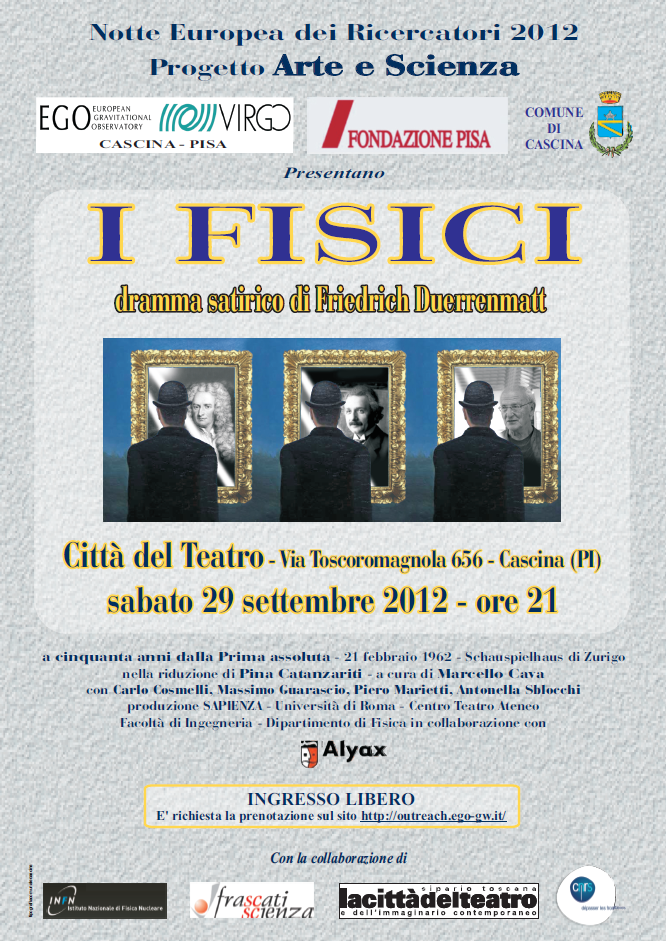 Notte Europea dei Ricercatori 2012
Progetto Arte e Scienza
EGO EUROPEAN GRAVITATIONAL OBSERVATORY
VIRGO
CASCINA - PISA
FONDAZIONE PISA
COMUNE
DI
CASCINA
Presentano
I FISICI
dramma satirico di Friedrich Duerrenmatt
Città del Teatro - Via Toscoromagnola 656 - Cascina (PI)
sabato 29 settembre 2012 - ore 21
a cinquanta anni dalla Prima assoluta - 21 febbraio 1962 - Schauspielhaus di Zurigo
nella riduzione di Pina Catanzariti - a cura di Marcello Cava
con Carlo Cosmelli, Massimo Guarascio, Piero Marietti, Antonella Sblocchi
produzione SAPIENZA - Università di Roma - Centro Teatro Ateneo
Facoltà di Ingegneria - Dipartimento di Fisica in collaborazione con
Alyax
INGRESSO LIBERO
E' richiesta la prenotazione sul sito http://outreach.ego-gw.it/
Con la collaborazione di
INFN
Istituto Nazionale di Fisica Nucleare
frascati
scienza
sipario toscana
lacittàdelteatro
e dell'immaginario contemporaneo
cnrs